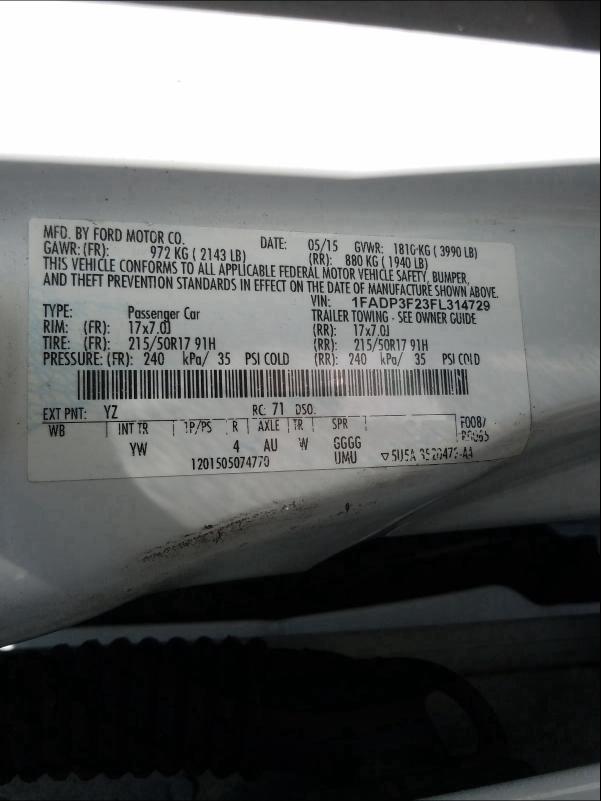 MFD. BY FORD MOTOR CO. DATE: 05/15 GVWR: 1810 KG ( 3990 LB)
GAWR: (FR): 972 KG ( 2143 LB) (RR): 880 KG ( 1940 LB)
THIS VEHICLE CONFORMS TO ALL APPLICABLE FEDERAL MOTOR VEHICLE SAFETY, BUMPER,
AND THEFT PREVENTION STANDARDS IN EFFECT ON THE DATE OF MANUFACTURE SHOWN ABOVE.
VIN: 1FADP3F23FL314729
TYPE: Passenger Car TRAILER TOWING - SEE OWNER GUIDE
RIM: (FR): 17x7.0J (RR): 17x7.0J
TIRE: (FR): 215/50R17 91H (RR): 215/50R17 91H
PRESSURE: (FR): 240 kPa/ 35 PSI COLD (RR): 240 kPa/ 35 PSI COLD
EXT PNT: YZ RC: 71 DSO: F0087
WB INT TR TP/PS R AXLE TR SPR
YW 4 AU W GGGG
UMU